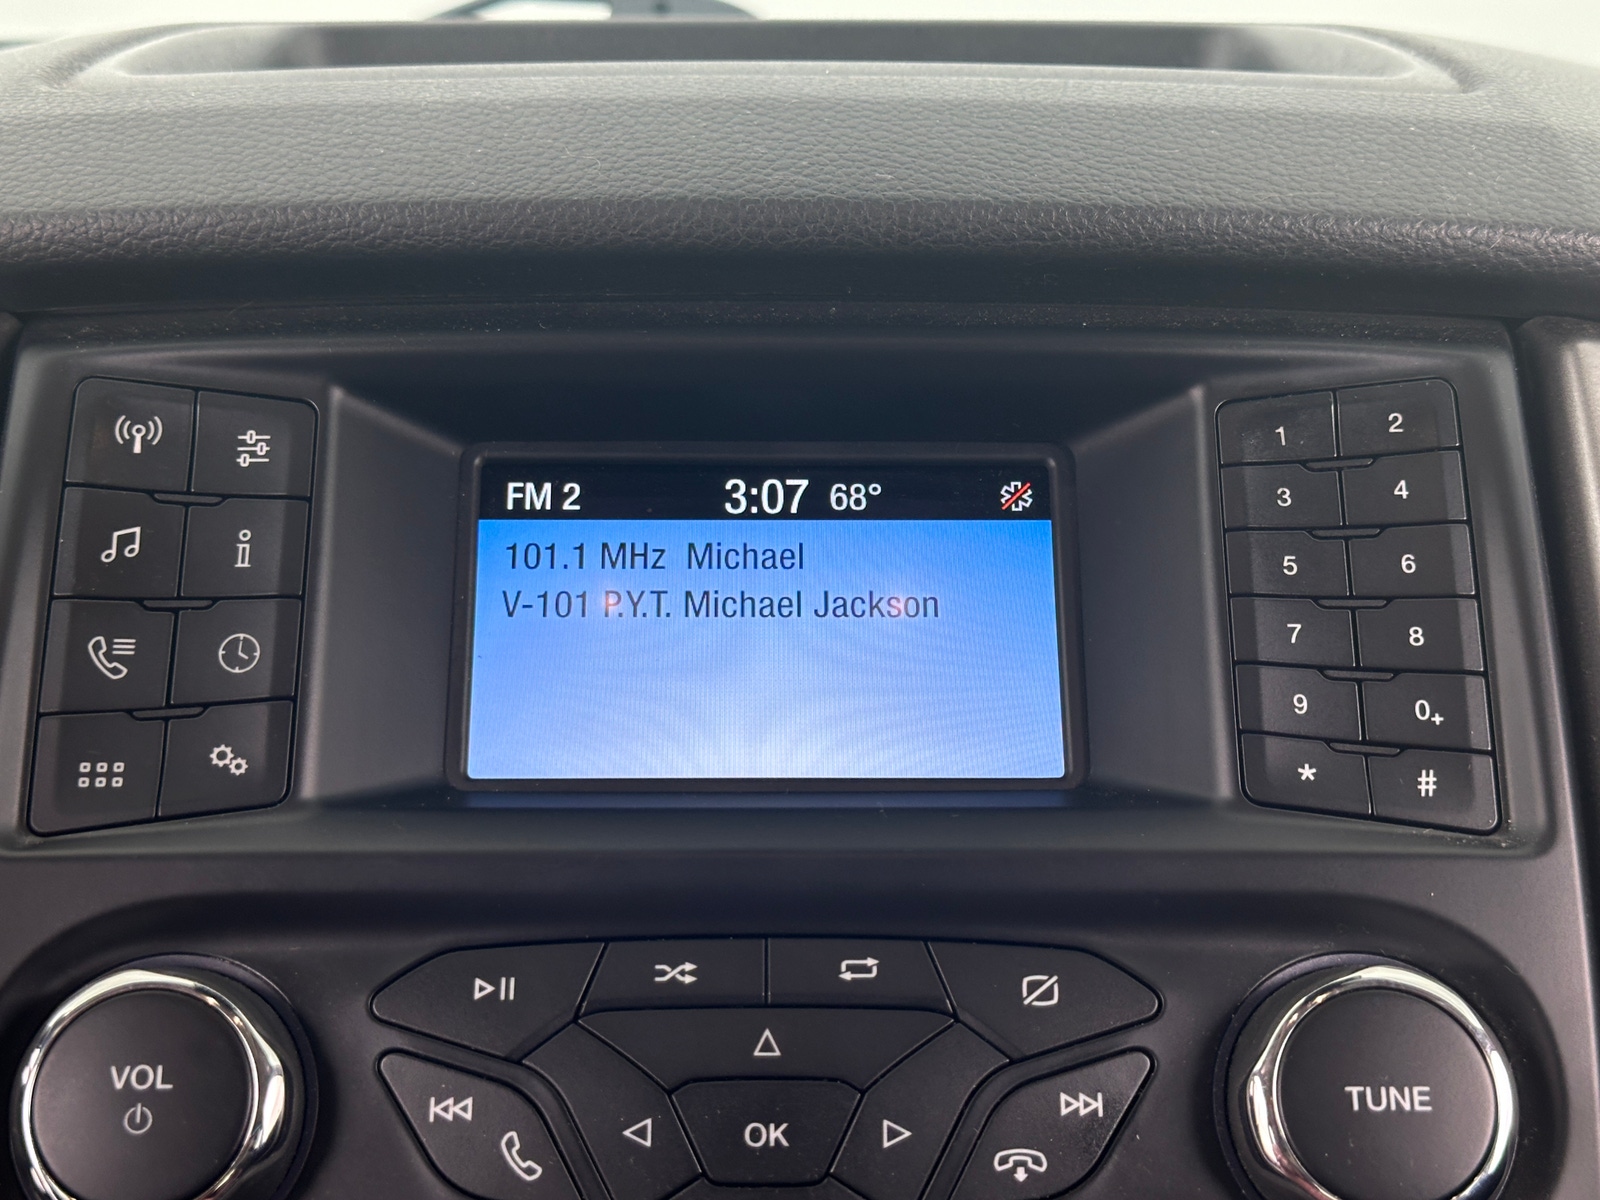 FM 2 3:07 68°
101.1 MHz Michael
V-101 P.Y.T. Michael Jackson
1 2
3 4
5 6
7 8
9 0+
* #
VOL
OK
TUNE